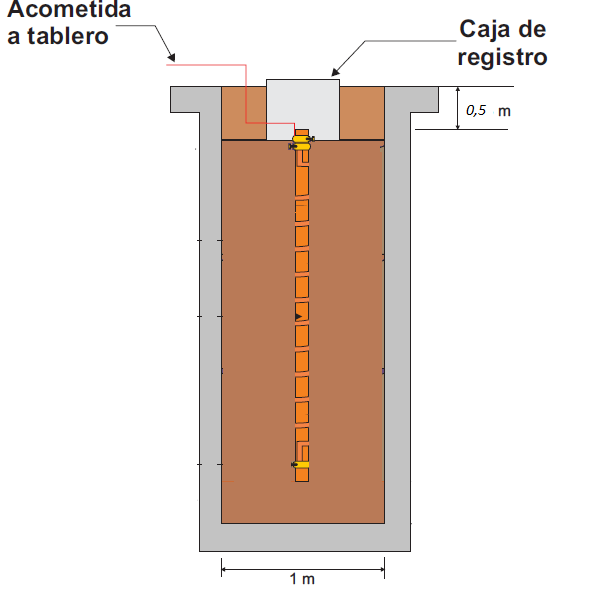 Acometida
a tablero
Caja de
registro
0,5 m
1 m